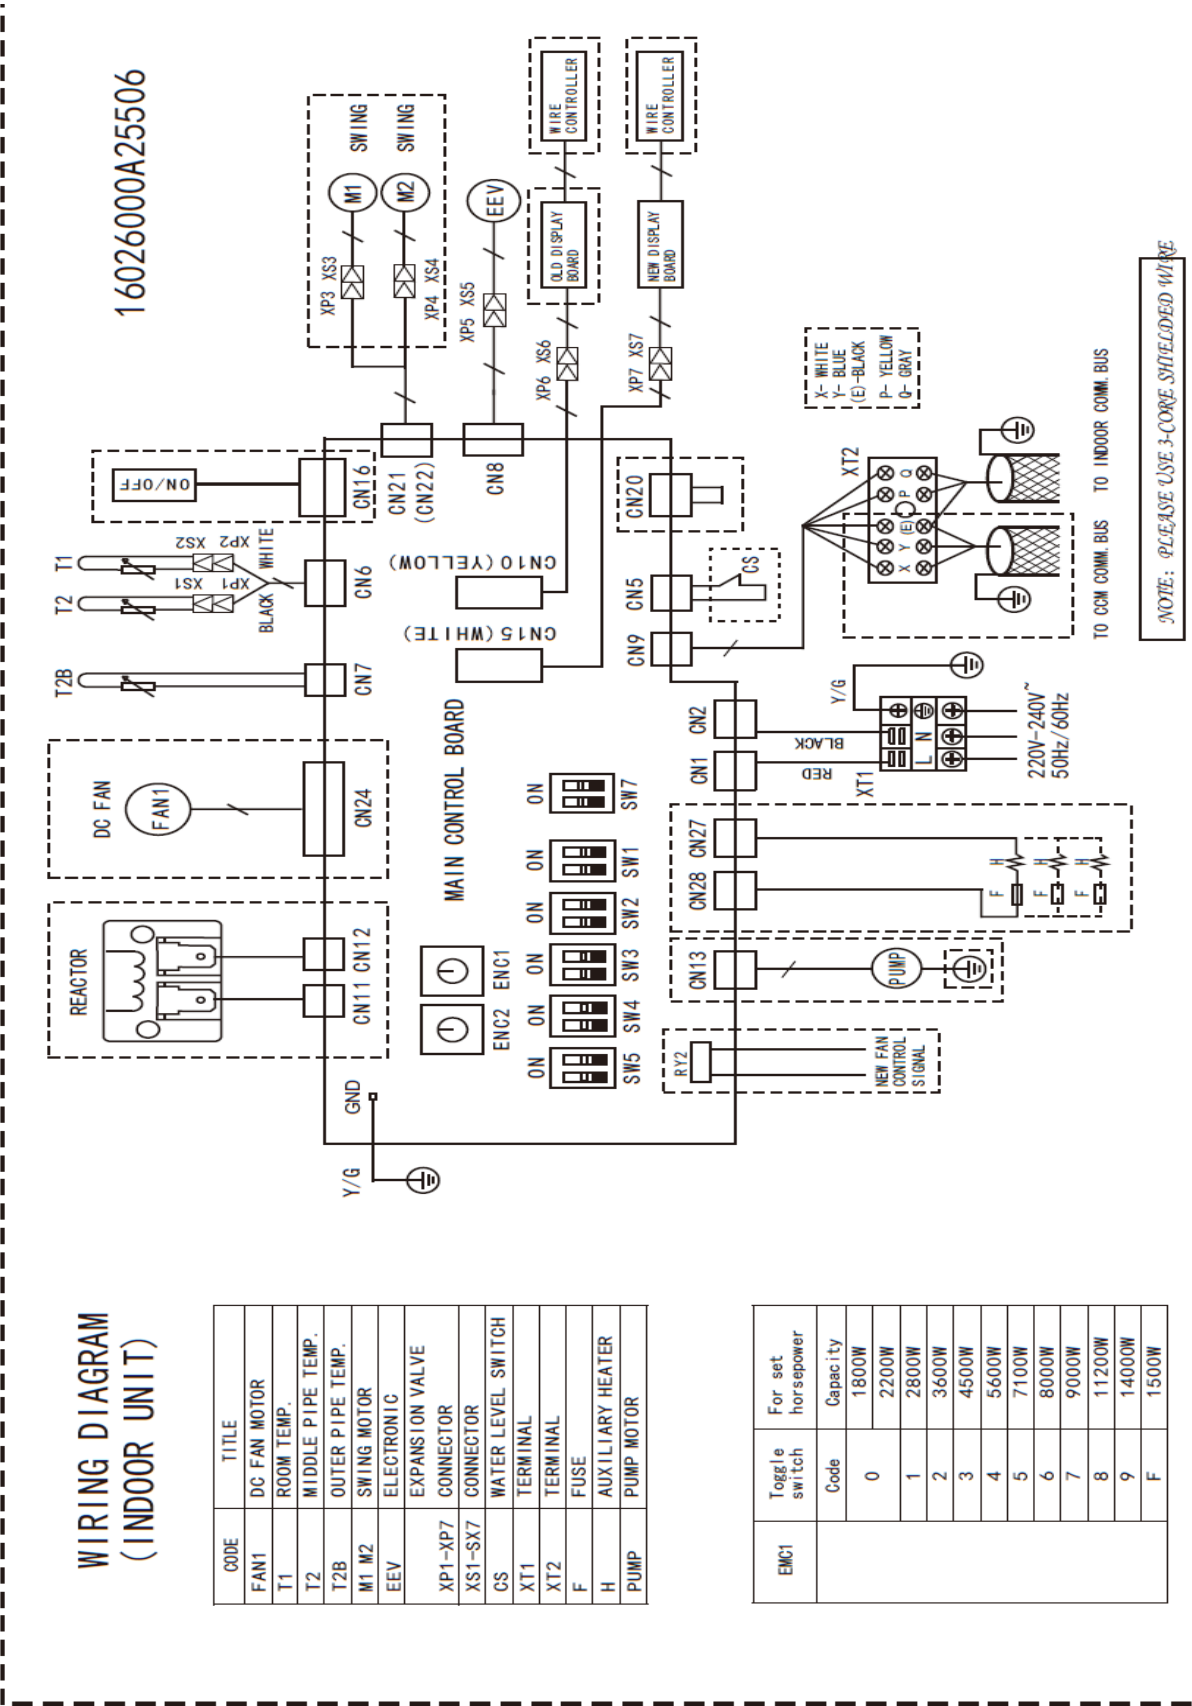 WIRING DIAGRAM
(INDOOR UNIT)
16026000A25506
CODE TITLE
FAN1 DC FAN MOTOR
T1 ROOM TEMP.
T2 MIDDLE PIPE TEMP.
T2B OUTER PIPE TEMP.
M1 M2 SWING MOTOR
EEV ELECTRONIC
EXPANSION VALVE
XP1-XP7 CONNECTOR
XS1-SX7 CONNECTOR
CS WATER LEVEL SWITCH
XT1 TERMINAL
XT2 TERMINAL
F FUSE
H AUXILIARY HEATER
PUMP PUMP MOTOR
EMC1
Toggle switch
For set horsepower
Code Capacity
0 1800W
2200W
1 2800W
2 3600W
3 4500W
4 5600W
5 7100W
6 8000W
7 9000W
8 11200W
9 14000W
F 1500W
Y/G
GND
REACTOR
CN11 CN12
DC FAN
FAN1
CN24
T2B
CN7
T2 T1
XS1 XS2
XP1 XP2
BLACK WHITE
CN6
ON/OFF
CN16
CN21
(CN22)
XP3 XS3
M1
SWING
XP4 XS4
M2
SWING
CN8
XP5 XS5
EEV
XP6 XS6
OLD DISPLAY
BOARD
WIRE
CONTROLLER
XP7 XS7
NEW DISPLAY
BOARD
WIRE
CONTROLLER
CN10(YELLOW)
CN15(WHITE)
MAIN CONTROL BOARD
ENC2 ENC1
ON ON ON ON ON ON
SW5 SW4 SW3 SW2 SW1 SW7
RY2
NEW FAN
CONTROL
SIGNAL
CN13
PUMP
CN28 CN27
F H
F H
F H
CN1 CN2
RED BLACK
XT1
L N
Y/G
220V-240V~
50Hz/60Hz
CN9 CN5 CN20
CS
XT2
X Y (E) P Q
X- WHITE
Y- BLUE
(E)-BLACK
P- YELLOW
Q- GRAY
TO CCM COMM. BUS TO INDOOR COMM. BUS
NOTE: PLEASE USE 3-CORE SHIELDED WIRE